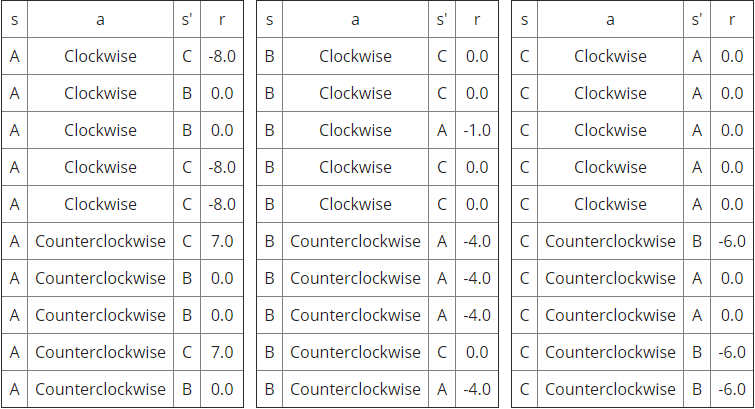 s a s' r
A Clockwise C -8.0
A Clockwise B 0.0
A Clockwise B 0.0
A Clockwise C -8.0
A Clockwise C -8.0
A Counterclockwise C 7.0
A Counterclockwise B 0.0
A Counterclockwise B 0.0
A Counterclockwise C 7.0
A Counterclockwise B 0.0
s a s' r
B Clockwise C 0.0
B Clockwise C 0.0
B Clockwise A -1.0
B Clockwise C 0.0
B Clockwise C 0.0
B Counterclockwise A -4.0
B Counterclockwise A -4.0
B Counterclockwise A -4.0
B Counterclockwise C 0.0
B Counterclockwise A -4.0
s a s' r
C Clockwise A 0.0
C Clockwise A 0.0
C Clockwise A 0.0
C Clockwise A 0.0
C Clockwise A 0.0
C Counterclockwise B -6.0
C Counterclockwise A 0.0
C Counterclockwise A 0.0
C Counterclockwise B -6.0
C Counterclockwise B -6.0